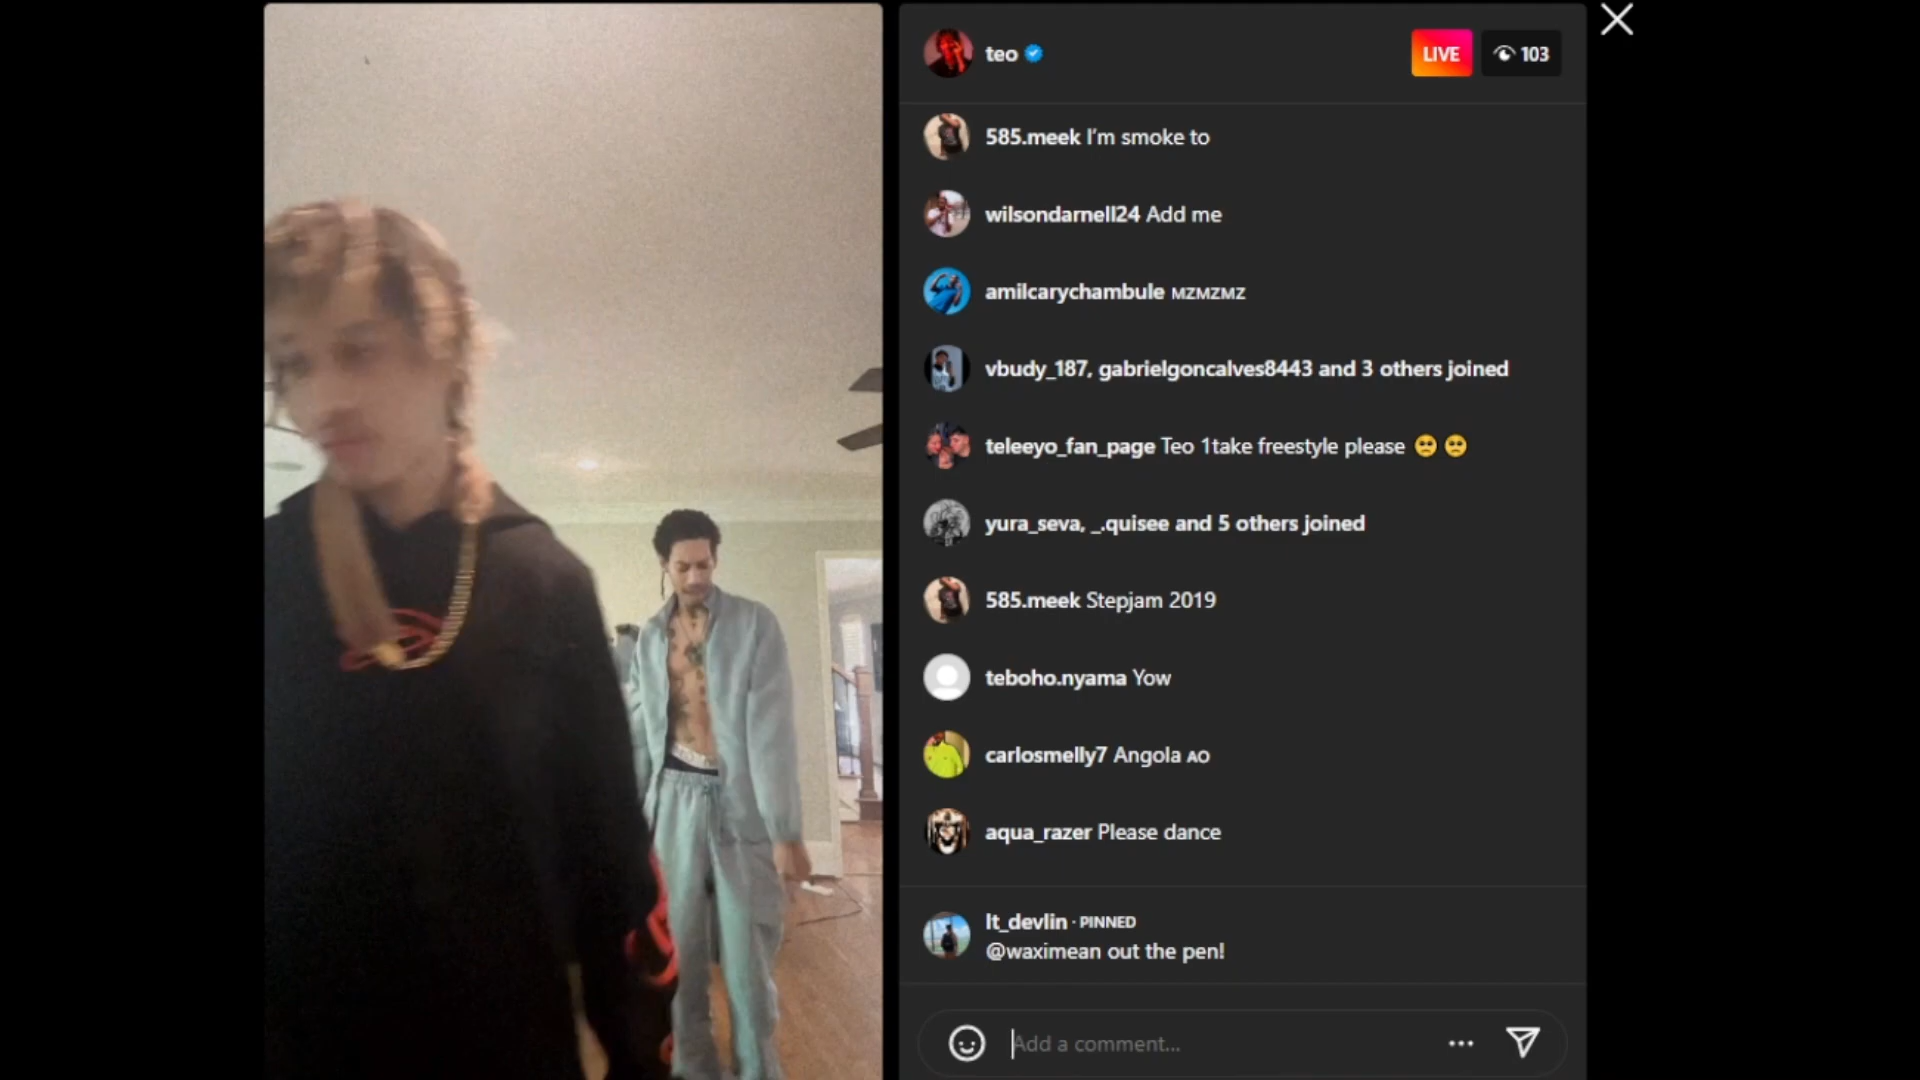 teo
LIVE
103
585.meek I'm smoke to
wilsondarnell24 Add me
amilcarychambule MZMZMZ
vbudy_187, gabrielgoncalves8443 and 3 others joined
teleeyo_fan_page Teo 1take freestyle please 🥺 🥺
yura_seva, _.quisee and 5 others joined
585.meek Stepjam 2019
teboho.nyama Yow
carlosmelly7 Angola AO
aqua_razer Please dance
lt_devlin · PINNED
@waximean out the pen!
Add a comment...